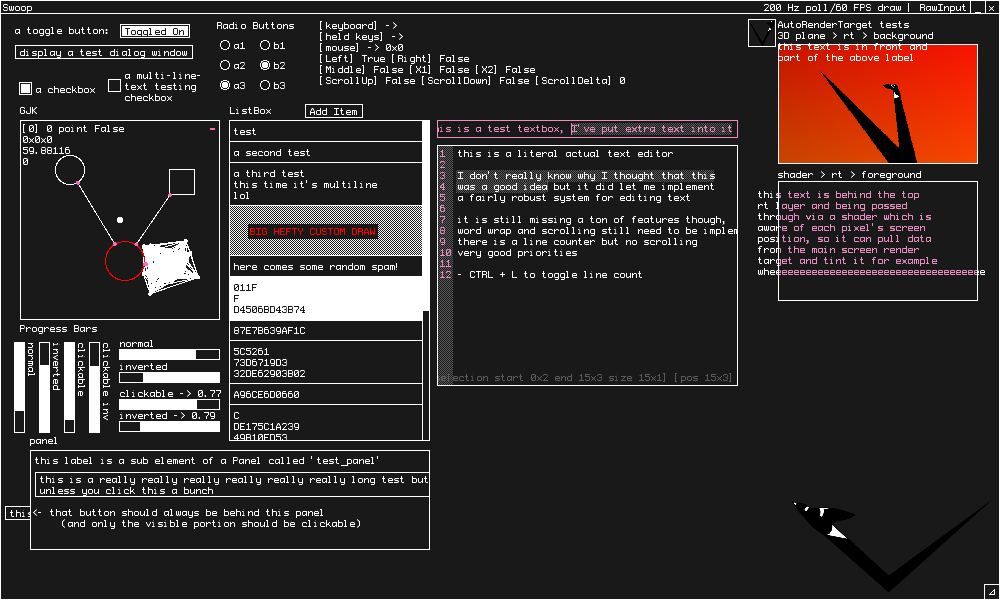 Swoop
200 Hz poll/60 FPS draw | RawInput _ x
a toggle button: Toggled On
display a test dialog window
a checkbox
a multi-line-
text testing
checkbox
Radio Buttons
a1 b1
a2 b2
a3 b3
[keyboard] ->
[held keys] ->
[mouse] -> 0x0
[Left] True [Right] False
[Middle] False [X1] False [X2] False
[ScrollUp] False [ScrollDown] False [ScrollDelta] 0
GJK
[0] 0 point False
0x0x0
59.88116
0
ListBox Add Item
test
a second test
a third test
this time it's multiline
lol
BIG HEFTY CUSTOM DRAW
here comes some random spam!
011F
F
D4506BD43B74
87E7B639AF1C
5C5261
73D6719D3
32DE62903B02
A96CE6D0660
C
DE175C1A239
49B10FD53
is is a test textbox, I've put extra text into it
1 this is a literal actual text editor
2
3 I don't really know why I thought that this
4 was a good idea but it did let me implement
5 a fairly robust system for editing text
6
7 it is still missing a ton of features though,
8 word wrap and scrolling still need to be implem
9 there is a line counter but no scrolling
10 very good priorities
11
12 - CTRL + L to toggle line count
election start 0x2 end 15x3 size 15x1] [pos 15x3]
AutoRenderTarget tests
3D plane > rt > background
this text is in front and
part of the above label
shader > rt > foreground
this text is behind the top
rt layer and being passed
through via a shader which is
aware of each pixel's screen
position, so it can pull data
from the main screen render
target and tint it for example
wheeeeeeeeeeeeeeeeeeeeeeeeeeeeeeeeeeeee
Progress Bars
normal
inverted
clickable
clickable inv
normal
inverted
clickable -> 0.77
inverted -> 0.79
panel
this label is a sub element of a Panel called 'test_panel'
this is a really really really really really really long test but
unless you click this a bunch
this
<- that button should always be behind this panel
(and only the visible portion should be clickable)